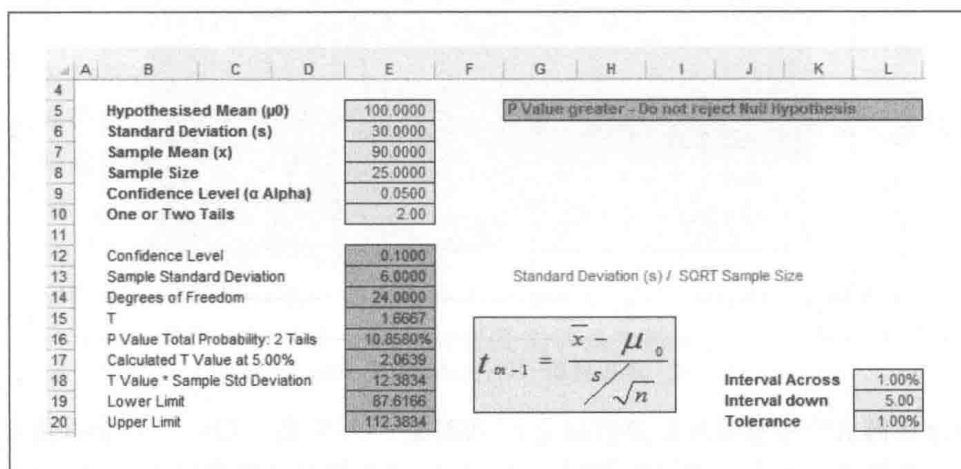 A B C D E F G H I J K L
4
5 Hypothesised Mean (μ0) 100.0000 P Value greater - Do not reject Null Hypothesis
6 Standard Deviation (s) 30.0000
7 Sample Mean (x) 90.0000
8 Sample Size 25.0000
9 Confidence Level (α Alpha) 0.0500
10 One or Two Tails 2.00
11
12 Confidence Level 0.1000
13 Sample Standard Deviation 6.0000 Standard Deviation (s) / SQRT Sample Size
14 Degrees of Freedom 24.0000
15 T 1.6667
16 P Value Total Probability: 2 Tails 10.8580%
17 Calculated T Value at 5.00% 2.0639
18 T Value * Sample Std Deviation 12.3834 Interval Across 1.00%
19 Lower Limit 87.6166 Interval down 5.00
20 Upper Limit 112.3834 Tolerance 1.00%
t m-1 = x̄ - μ 0 / s/√n